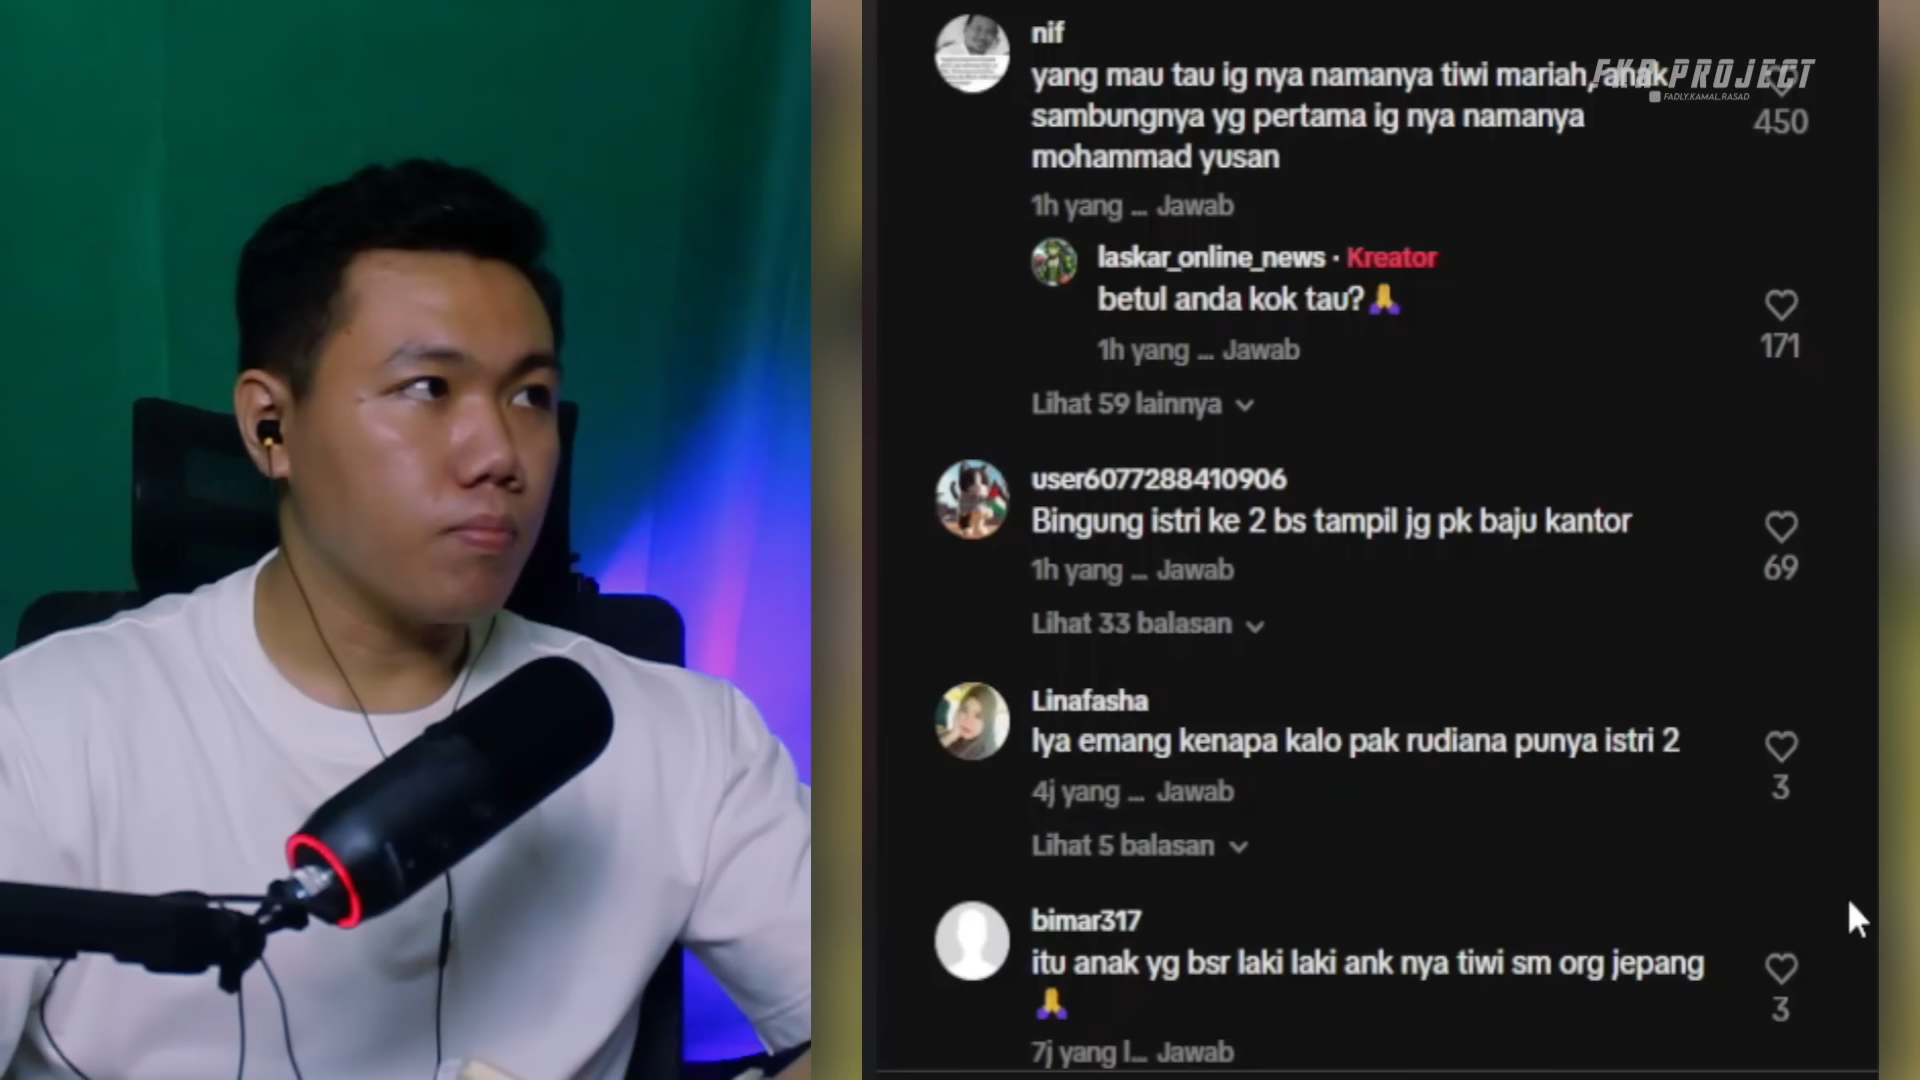 nif
yang mau tau ig nya namanya tiwi mariah, anak
sambungnya yg pertama ig nya namanya
mohammad yusan
450
1h yang ... Jawab
laskar_online_news · Kreator
betul anda kok tau?🙏
171
1h yang ... Jawab
Lihat 59 lainnya
user6077288410906
Bingung istri ke 2 bs tampil jg pk baju kantor
69
1h yang ... Jawab
Lihat 33 balasan
Linafasha
Iya emang kenapa kalo pak rudiana punya istri 2
3
4j yang ... Jawab
Lihat 5 balasan
bimar317
itu anak yg bsr laki laki ank nya tiwi sm org jepang
🙏
3
7j yang l... Jawab
FKR PROJECT
FADLY.KAMAL.RASAD